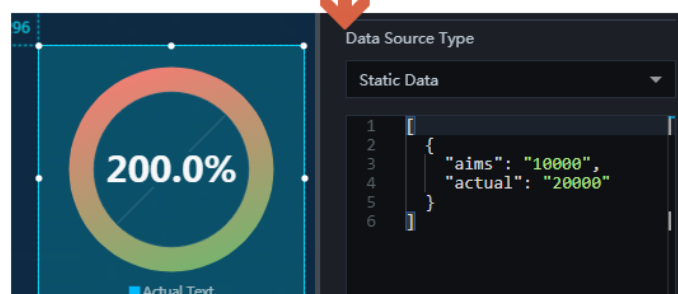 96
200.0%
Actual Text
Data Source Type
Static Data
1 [
2 {
3 "aims": "10000",
4 "actual": "20000"
5 }
6 ]